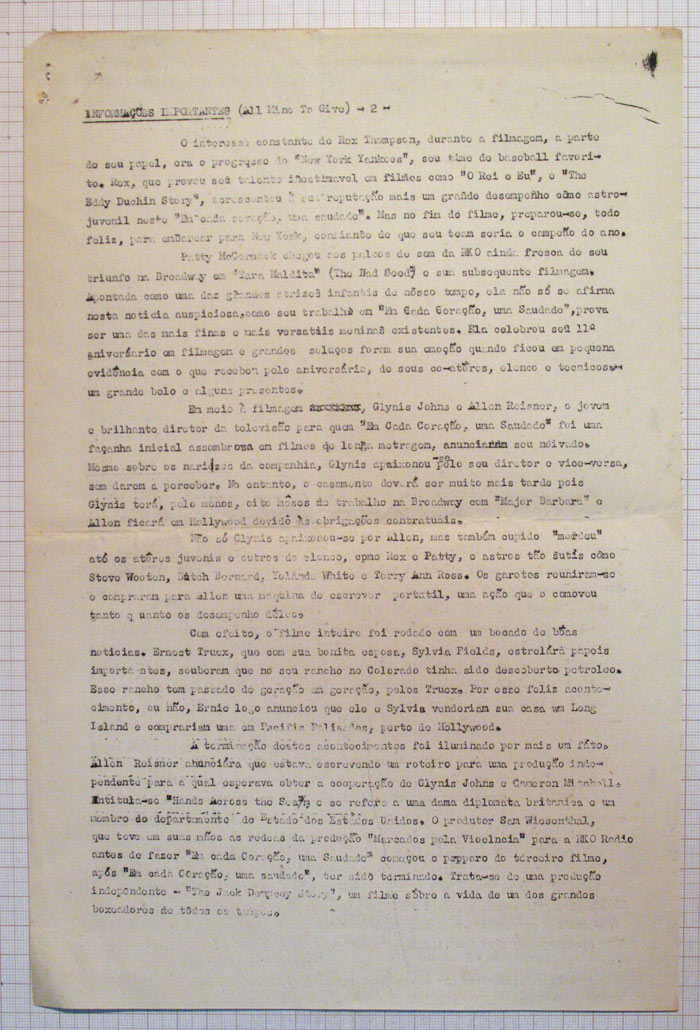 INFORMAÇÕES IMPORTANTES (All Mine To Give) - 2 -
O interesse constante de Rex Thompson, durante a filmagem, a parte
de seu papel, era o progresso do "New York Yankees", seu time de baseball favori-
to. Rex, que provou seu talento inestimavel em filmes como "O Rei e Eu", e "The
Eddy Duchin Story", acrescentou à sua reputação mais um grande desempenho cômo astro-
juvenil neste "Em cada coração, uma saudade". Mas no fim do filme, preparou-se, todo
feliz, para embarcar para New York, confiante de que seu team seria o campeão do ano.
Patty McCormack chegou aos palcos de som da RKO ainda fresca de seu
triunfo na Broadway em "Tara Maldita" (The Bad Seed) e sua subsequente filmagem.
Apontada como uma das grandes atrizes infantis de nôsso tempo, ela não só se afirma
nesta noticia auspiciosa,como seu trabalho em "Em Cada Coração, uma Saudade",prova
ser uma das mais finas e mais versatiis meninas existentes. Ela celebrou seu 11º
aniversário em filmagem e grandes soluços foram sua emoção quando ficou em pequena
evidência com o que recebeu pelo aniversário, de seus co-atôres, elenco e tecnicos--
um grande bolo e alguns presentes.
Em meio à filmagem xxxxxxxx, Glynis Johns e Allen Reisner, o jovem
e brilhante diretor da televisão para quem "Em Cada Coração, uma Saudade" foi uma
façanha inicial assombrosa em filmes de longa metragem, anunciaram seu nôivado.
Mesmo sobre os narizes da companhia, Glynis apaixonou-se pelo seu diretor e vice-versa,
sem darem a perceber. No entanto, o casamento deverá ser muito mais tarde pois
Glynis terá, pelo menos, oito mêses de trabalho na Broadway com "Major Barbara" e
Allen ficará em Hollywood devido às obrigações contratuais.
Não só Glynis apaixonou-se por Allen, mas também cupido "mordeu"
até os atôres juvenis e outros do elenco, cpmo Rex e Patty, e astros tão sutis cômo
Steve Wooten, Butch Bernard, Yolanda White e Terry Ann Ross. Os garotos reuniram-se
e compraram para Allen uma maquina de escrever portatil, uma ação que o comoveu
tanto q uanto os desempenho dêles.
Com efeito, o filme inteiro foi rodado com um bocado de bôas
noticias. Ernest Truex, que com sua bonita esposa, Sylvia Fields, estrelárá papeis
importantes, souberam que no seu rancho no Colorado tinha sido descoberto petroleo.
Esse rancho tem passado de geração em geração, pelos Truex. Por esse feliz aconte-
cimento, ou não, Ernie logo anunciou que ele e Sylvia venderiam sua casa wm Long
Island e comprariam uma em Pacific Palisades, perto de Hollywood.
A terminação destes acontecimentos foi iluminado por mais um fáto.
Allen Reisner anunciára que estava escrevendo um roteiro para uma produção inde-
pendente para a qual esperava obter a cooperação de Glynis Johns e Cameron Mitchell.
Intitula-se "Hands Across the Sea", e se refere a uma dama diplomata britanica e um
membro do departamento do Estado dos Estados Unidos. O produtor Sam Wiesenthal,
que teve em suas mãos as redeas da produção "Marcados pela Vioelncia" para a RKO Radio
antes de fazer "Em cada Coração, uma Saudade" começou o preparo do têrceiro filme,
após "Em cada Coração, uma saudade", ter sido terminado. Trata-se de uma produção
independente - "The Jack Dempsey Story", um filme sôbre a vida de um dos grandes
boxeadores de tôdos os tempos.